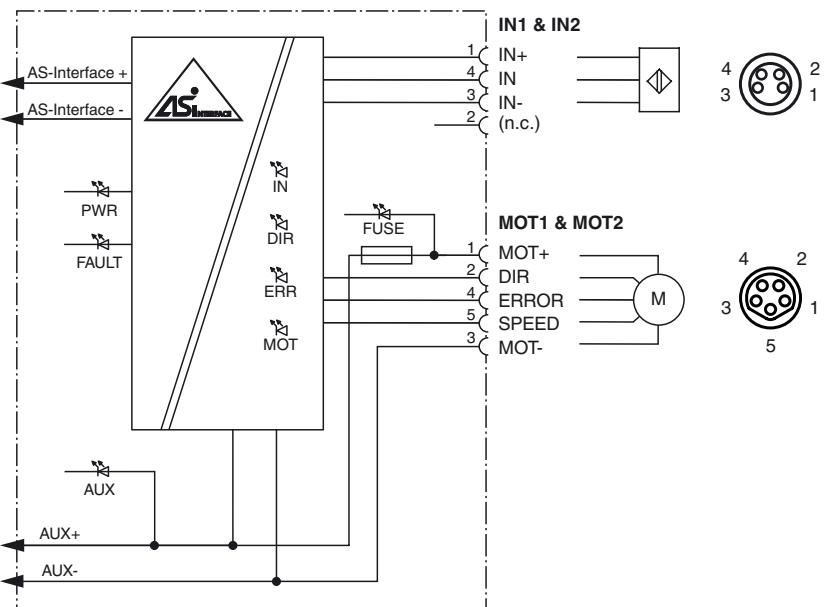 IN1 & IN2
AS-Interface +
AS-Interface -
ASi
INTERFACE
1 IN+
4 IN
3 IN-
2 (n.c.)
4 2
3 1
PWR
FAULT
IN
DIR
ERR
MOT
FUSE
MOT1 & MOT2
1 MOT+
2 DIR
4 ERROR
5 SPEED
3 MOT-
M
4 2
3 1
5
AUX
AUX+
AUX-